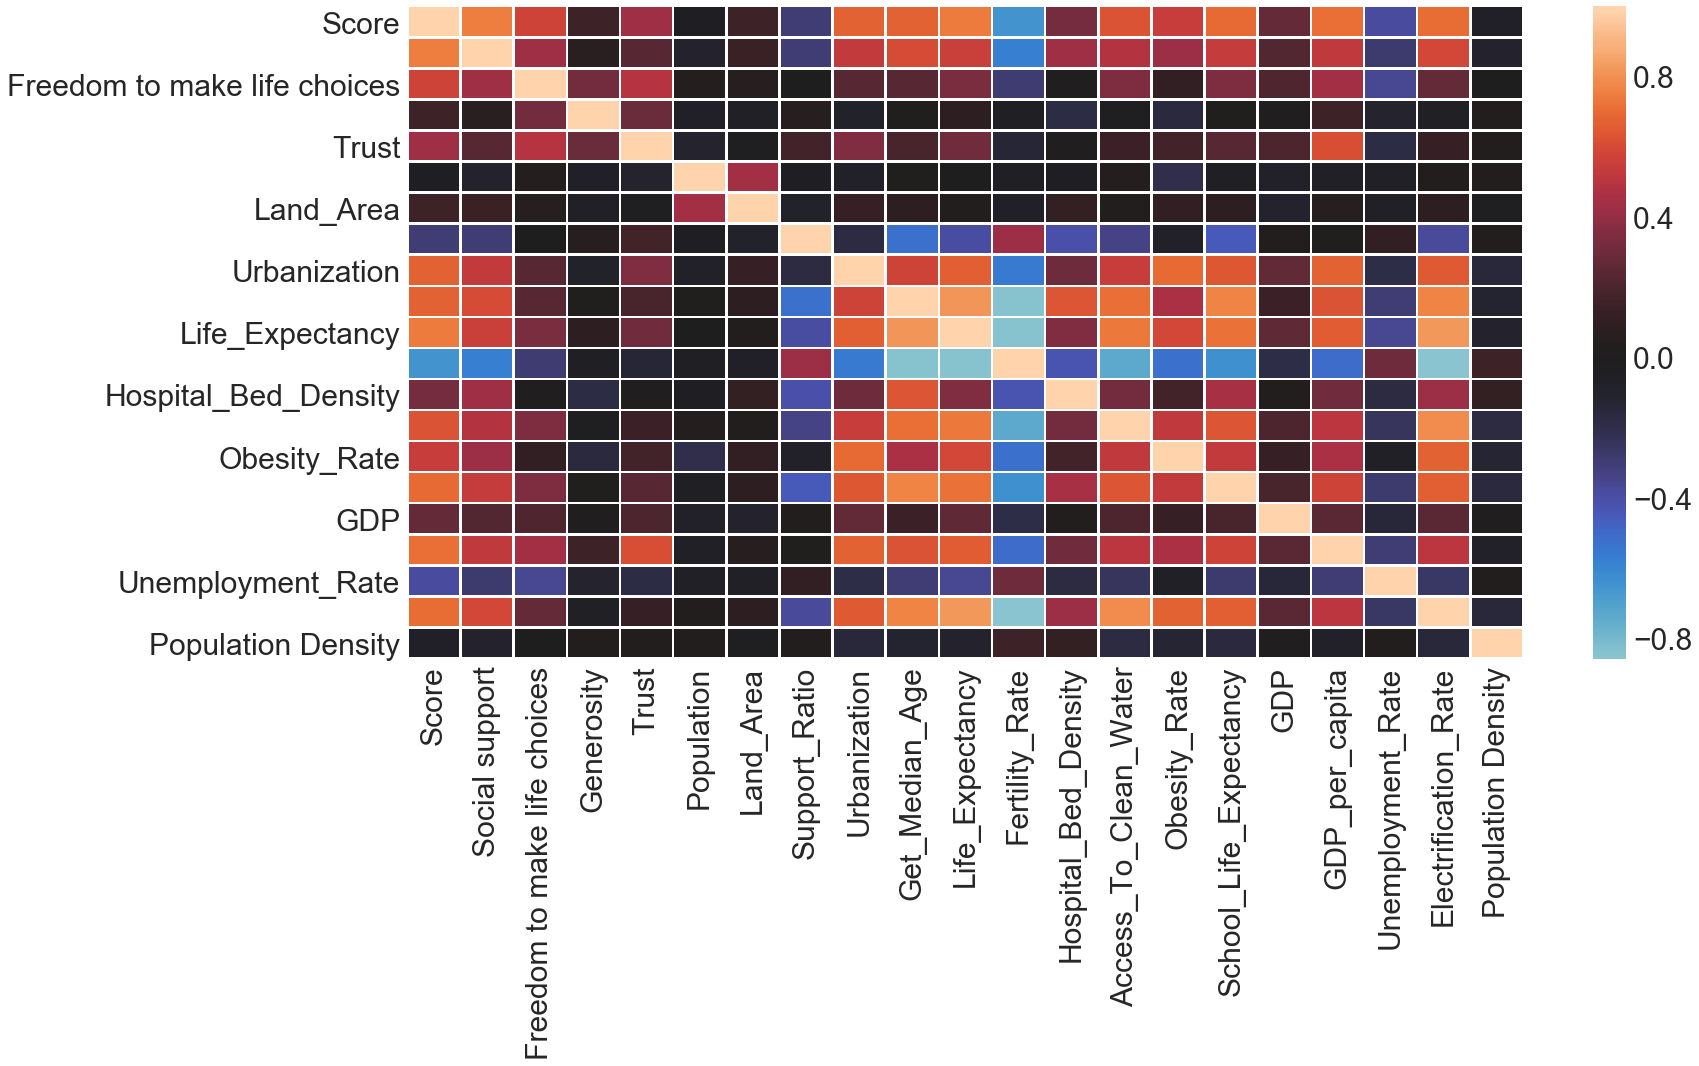 Score
Freedom to make life choices
Trust
Land_Area
Urbanization
Life_Expectancy
Hospital_Bed_Density
Obesity_Rate
GDP
Unemployment_Rate
Population Density
Score
Social support
Freedom to make life choices
Generosity
Trust
Population
Land_Area
Support_Ratio
Urbanization
Get_Median_Age
Life_Expectancy
Fertility_Rate
Hospital_Bed_Density
Access_To_Clean_Water
Obesity_Rate
School_Life_Expectancy
GDP
GDP_per_capita
Unemployment_Rate
Electrification_Rate
Population Density
0.8
0.4
0.0
−0.4
−0.8